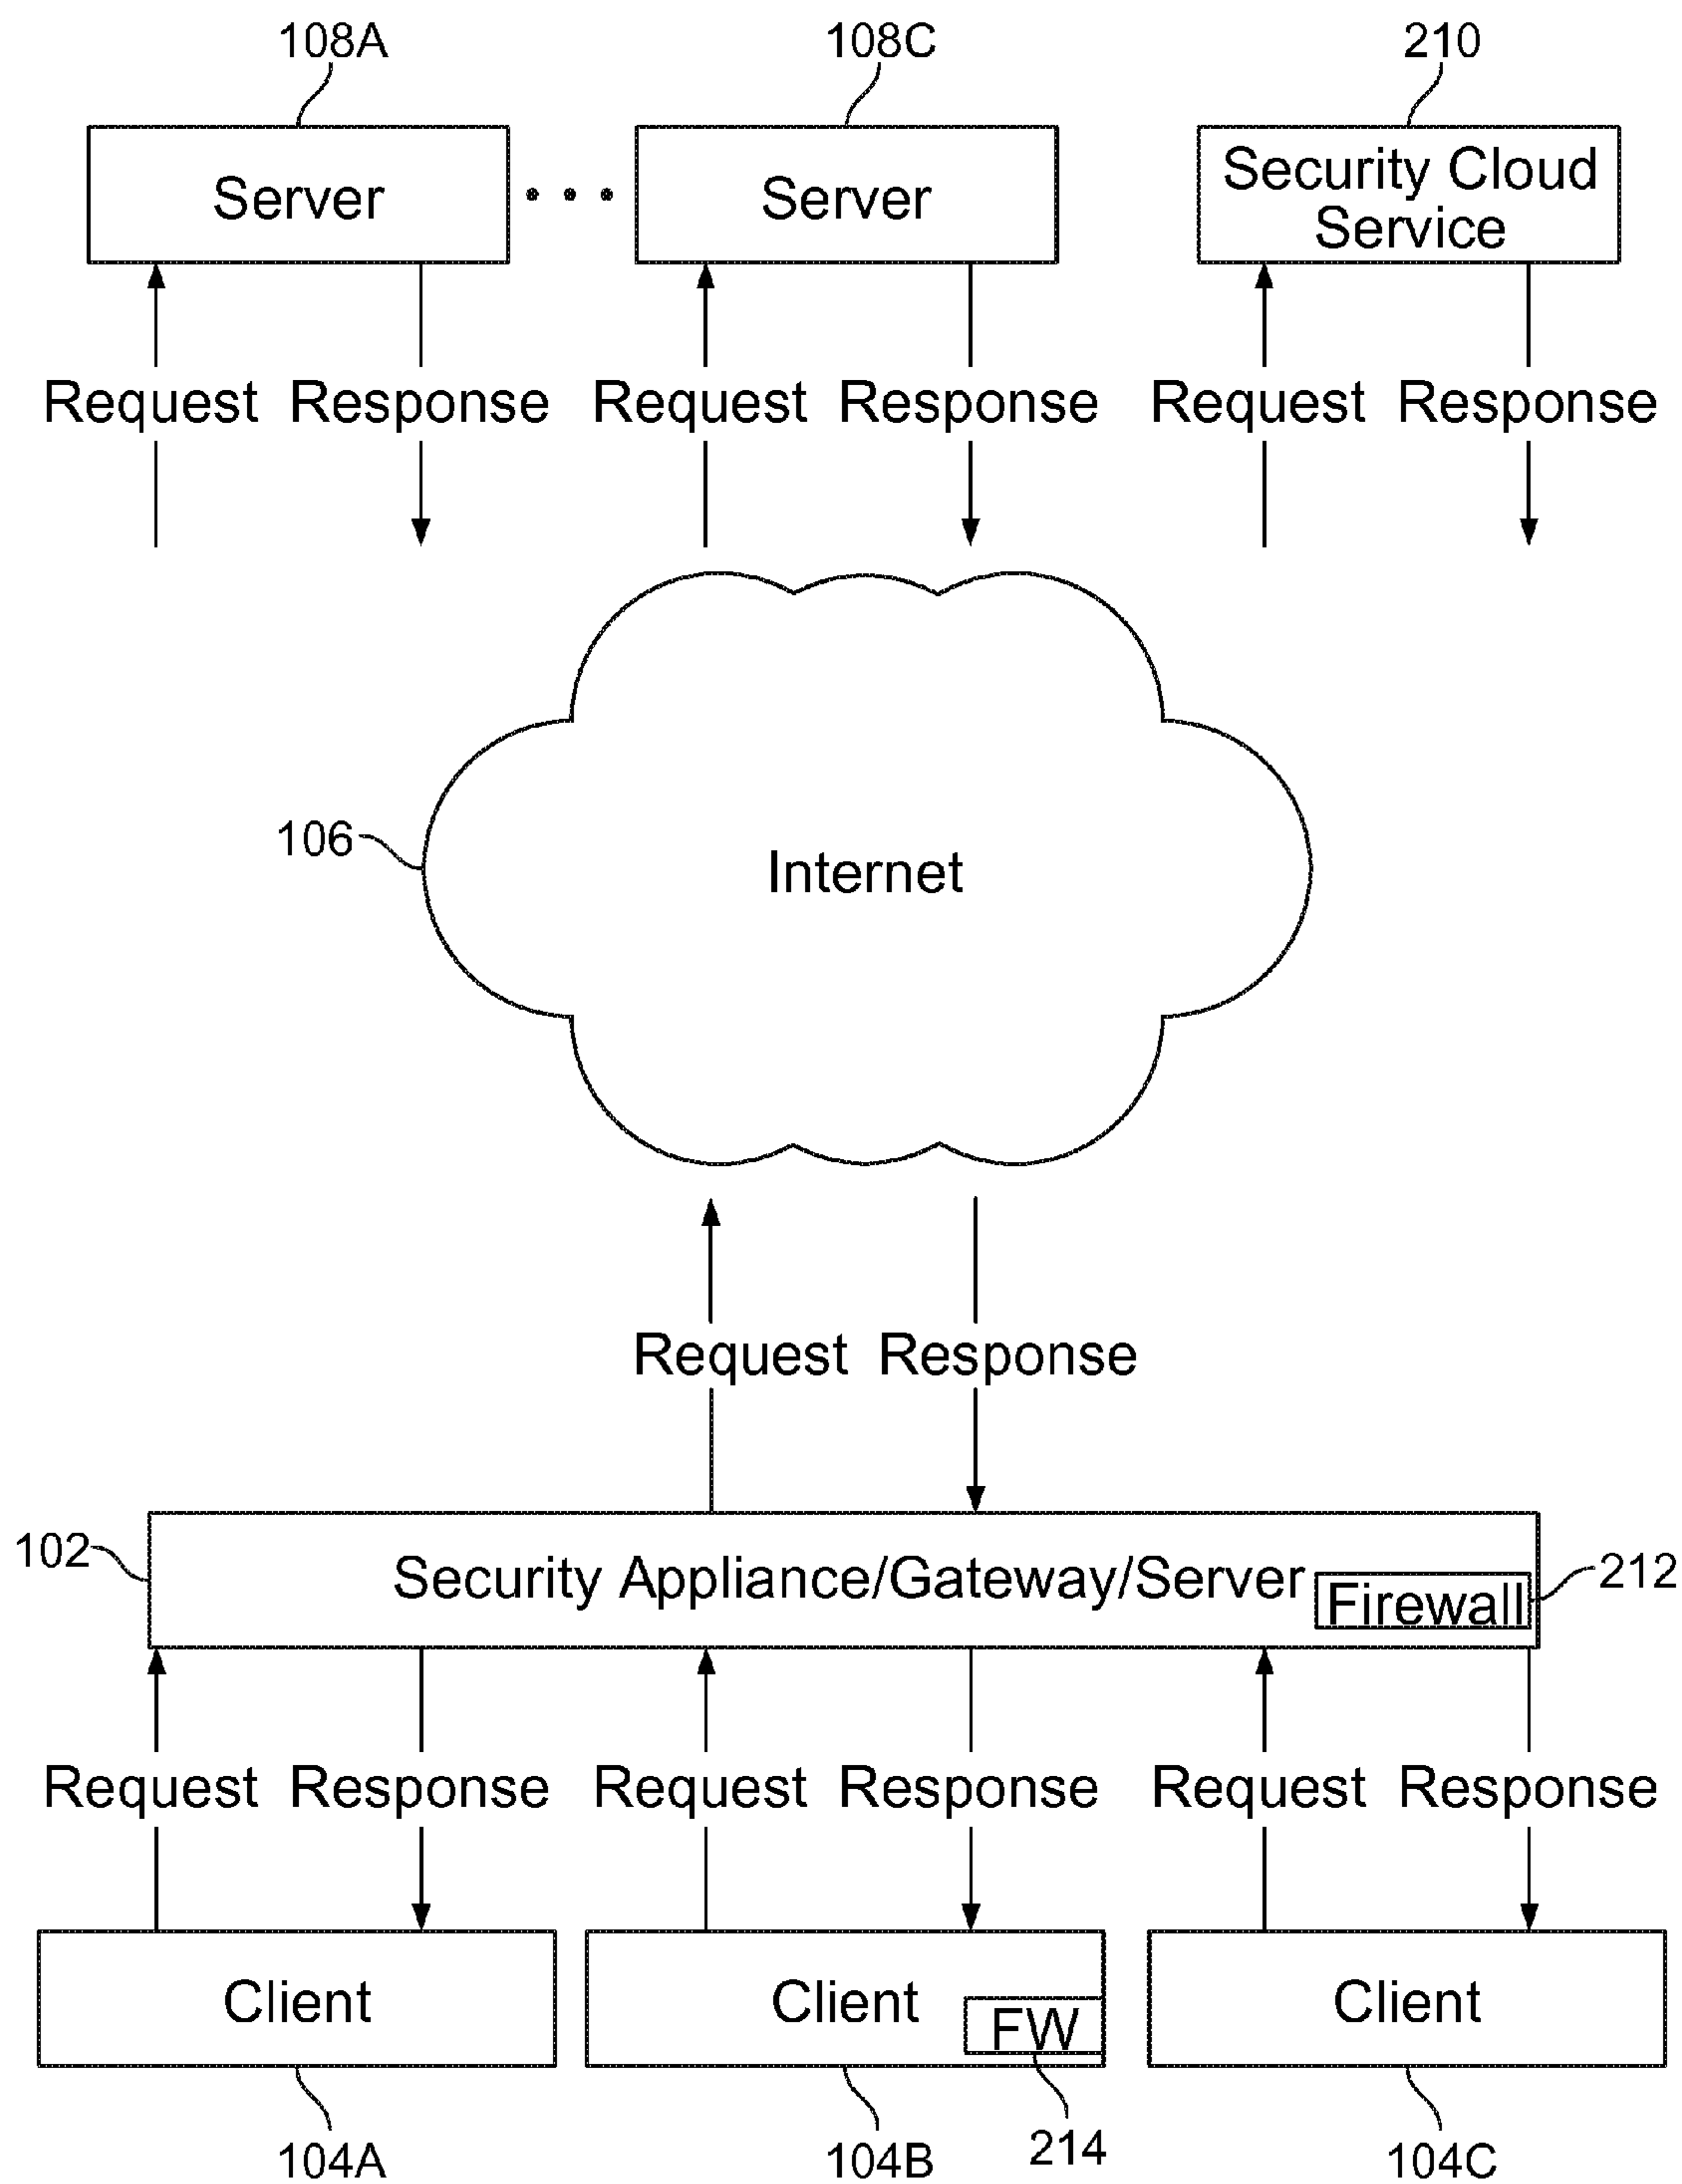 108A
108C
210
Server
Server
Security Cloud
Service
Request
Response
Request
Response
Request
Response
106
Internet
Request
Response
102
Security Appliance/Gateway/Server
Firewall
212
Request
Response
Request
Response
Request
Response
Client
Client
FW
Client
104A
104B
214
104C